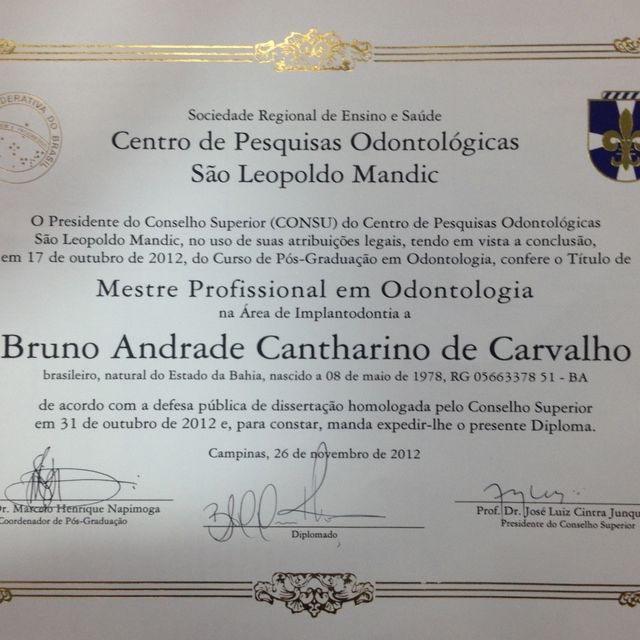 DERATIVA DO BRASIL
Sociedade Regional de Ensino e Saúde
Centro de Pesquisas Odontológicas
São Leopoldo Mandic
O Presidente do Conselho Superior (CONSU) do Centro de Pesquisas Odontológicas
São Leopoldo Mandic, no uso de suas atribuições legais, tendo em vista a conclusão,
em 17 de outubro de 2012, do Curso de Pós-Graduação em Odontologia, confere o Título de
Mestre Profissional em Odontologia
na Área de Implantodontia a
Bruno Andrade Cantharino de Carvalho
brasileiro, natural do Estado da Bahia, nascido a 08 de maio de 1978, RG 05663378 51 - BA
de acordo com a defesa pública de dissertação homologada pelo Conselho Superior
em 31 de outubro de 2012 e, para constar, manda expedir-lhe o presente Diploma.
Campinas, 26 de novembro de 2012
Dr. Marcelo Henrique Napimoga
Coordenador de Pós-Graduação
Diplomado
Prof. Dr. José Luiz Cintra Junqu
Presidente do Conselho Superior